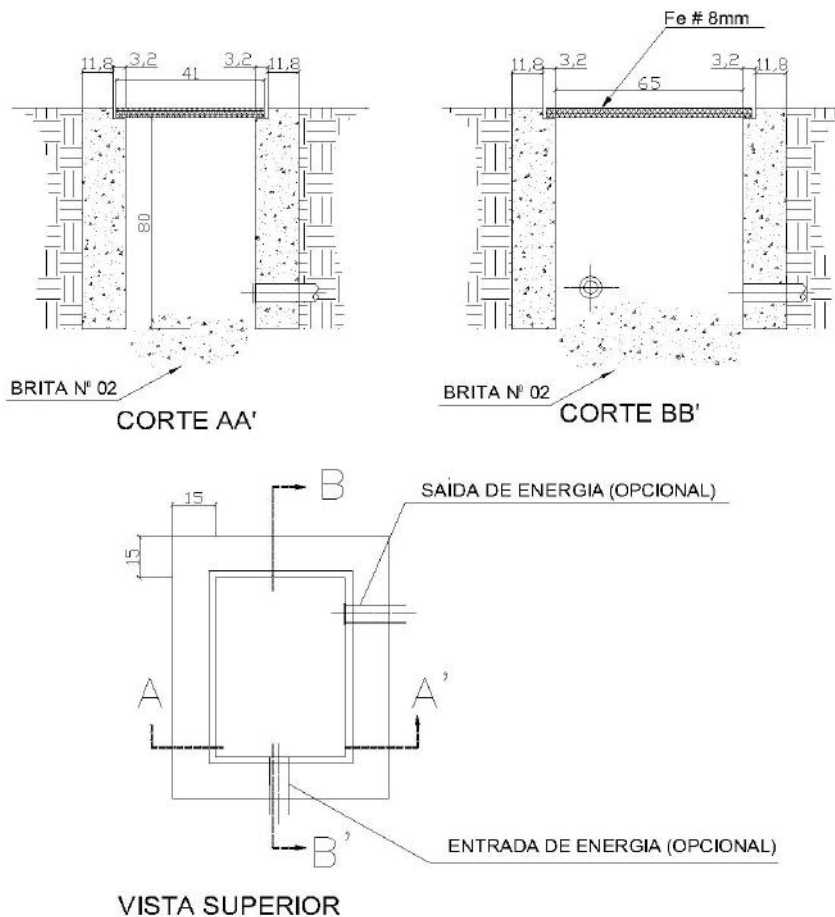 Fe # 8mm
11,8 3,2 3,2 11,8
41
11,8 3,2 3,2 11,8
65
80
BRITA Nº 02
CORTE AA'
BRITA Nº 02
CORTE BB'
15
B
SAÍDA DE ENERGIA (OPCIONAL)
15
A A'
B'
ENTRADA DE ENERGIA (OPCIONAL)
VISTA SUPERIOR